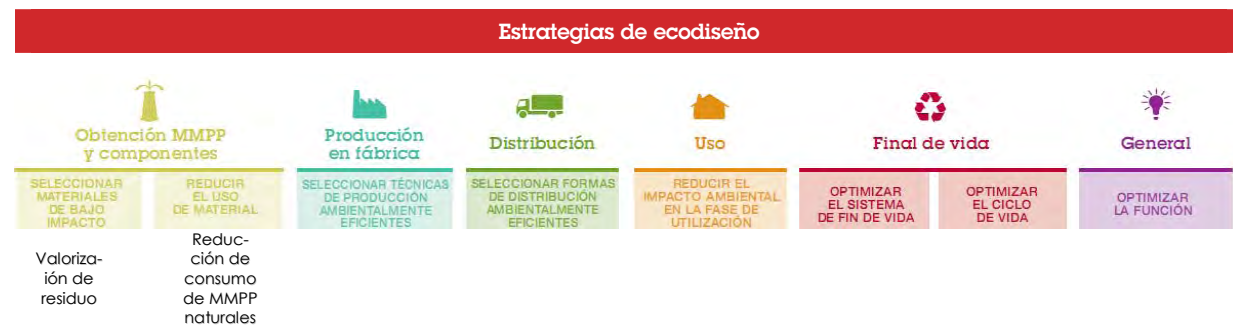 Estrategias de ecodiseño
Obtención MMPP
y componentes
Producción
en fábrica
Distribución
Uso
Final de vida
General
SELECCIONAR
MATERIALES
DE BAJO
IMPACTO
REDUCIR
EL USO
DE MATERIAL
SELECCIONAR TÉCNICAS
DE PRODUCCIÓN
AMBIENTALMENTE
EFICIENTES
SELECCIONAR FORMAS
DE DISTRIBUCIÓN
AMBIENTALMENTE
EFICIENTES
REDUCIR EL
IMPACTO AMBIENTAL
EN LA FASE DE
UTILIZACIÓN
OPTIMIZAR
EL SISTEMA
DE FIN DE VIDA
OPTIMIZAR
EL CICLO
DE VIDA
OPTIMIZAR
LA FUNCIÓN
Valoriza-
ión de
residuo
Reduc-
ción de
consumo
de MMPP
naturales